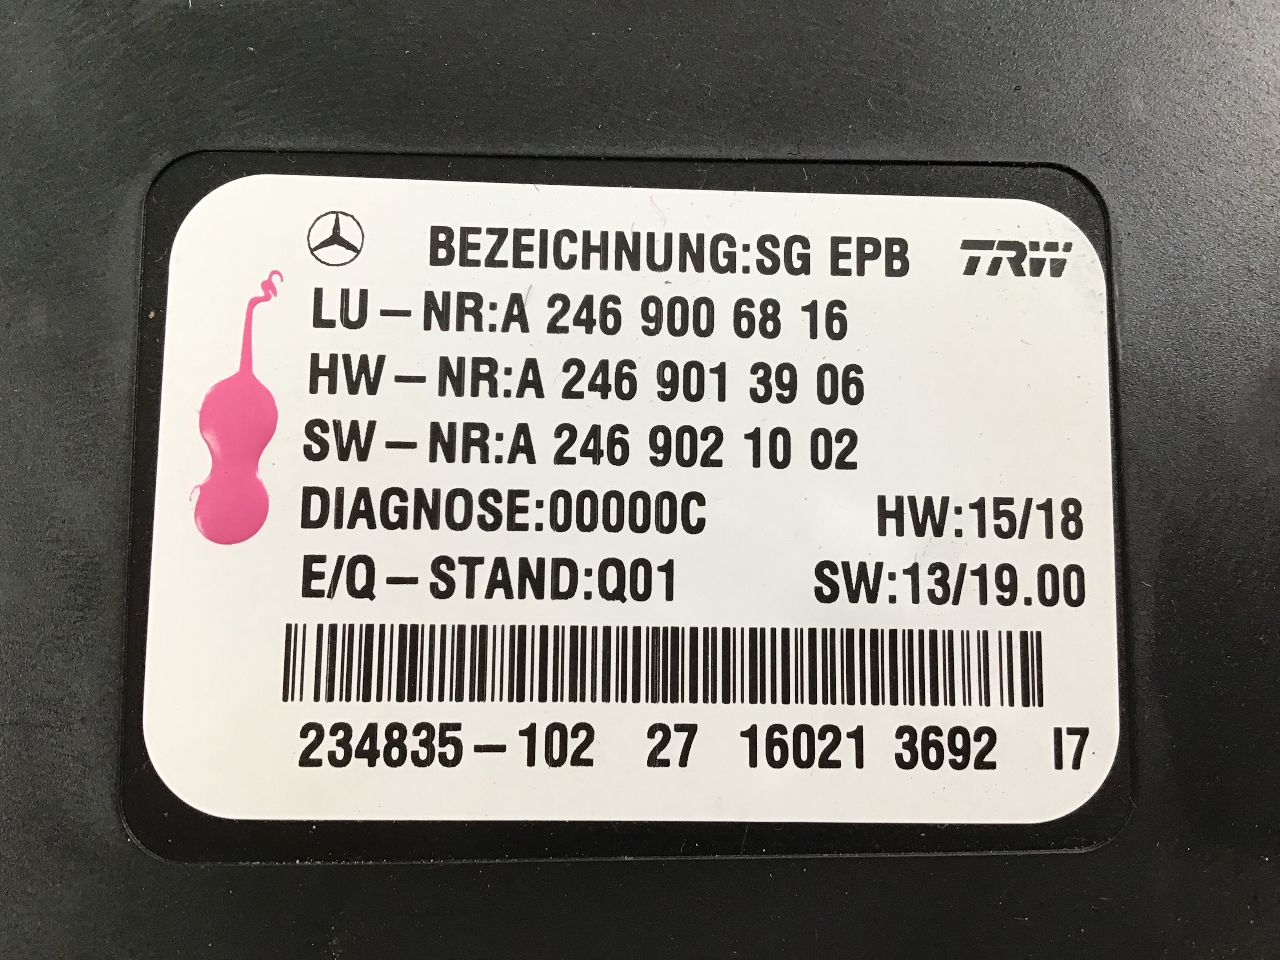 BEZEICHNUNG:SG EPB TRW
LU-NR:A 246 900 68 16
HW-NR:A 246 901 39 06
SW-NR:A 246 902 10 02
DIAGNOSE:00000C HW:15/18
E/Q-STAND:Q01 SW:13/19.00
234835-102 27 16021 3692 I7